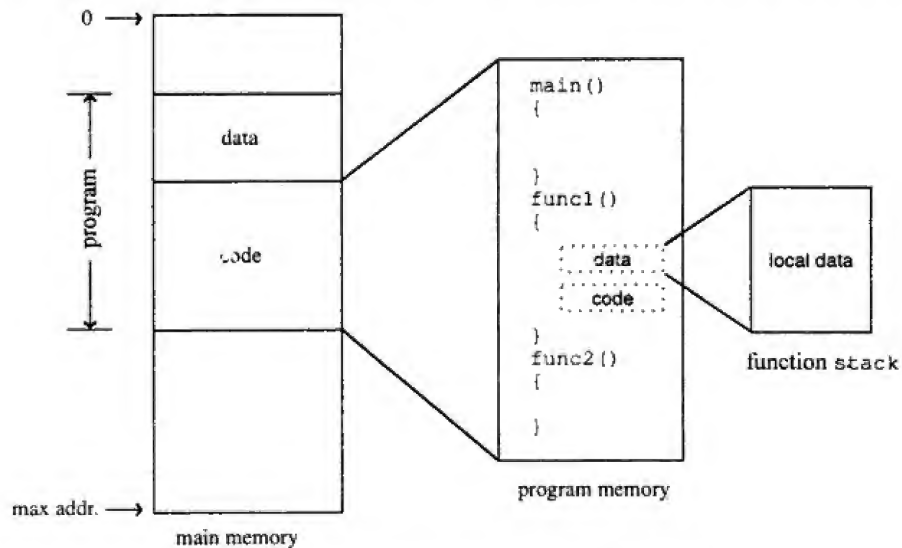 0
data
program
code
max addr.
main memory
main()
{
}
func1()
{
data
code
}
func2()
{
}
program memory
local data
function stack